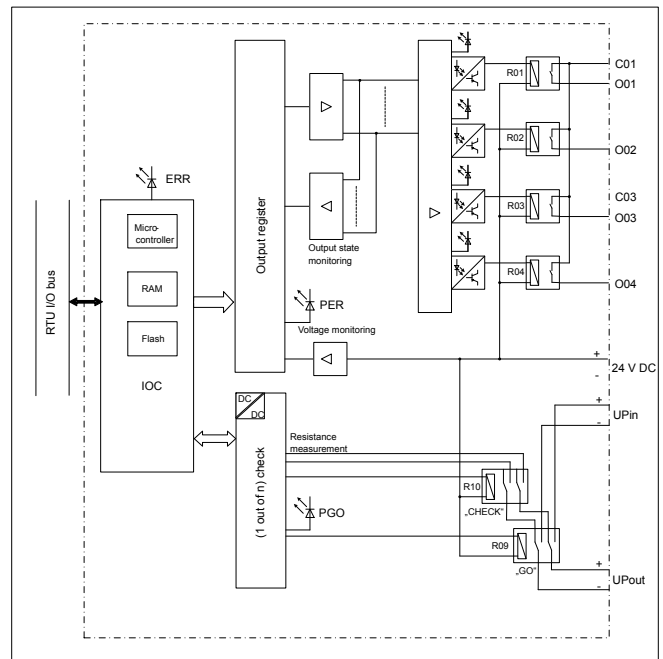 C01
R01
O01
R02
O02
ERR
C03
R03
O03
Micro-
controller
Output register
Output state
monitoring
R04
O04
RAM
RTU I/O bus
PER
Flash
Voltage monitoring
IOC
+
24 V DC
-
DC
DC
+
UPin
-
Resistance
measurement
(1 out of n) check
R10
„CHECK"
PGO
R09
„GO"
+
UPout
-